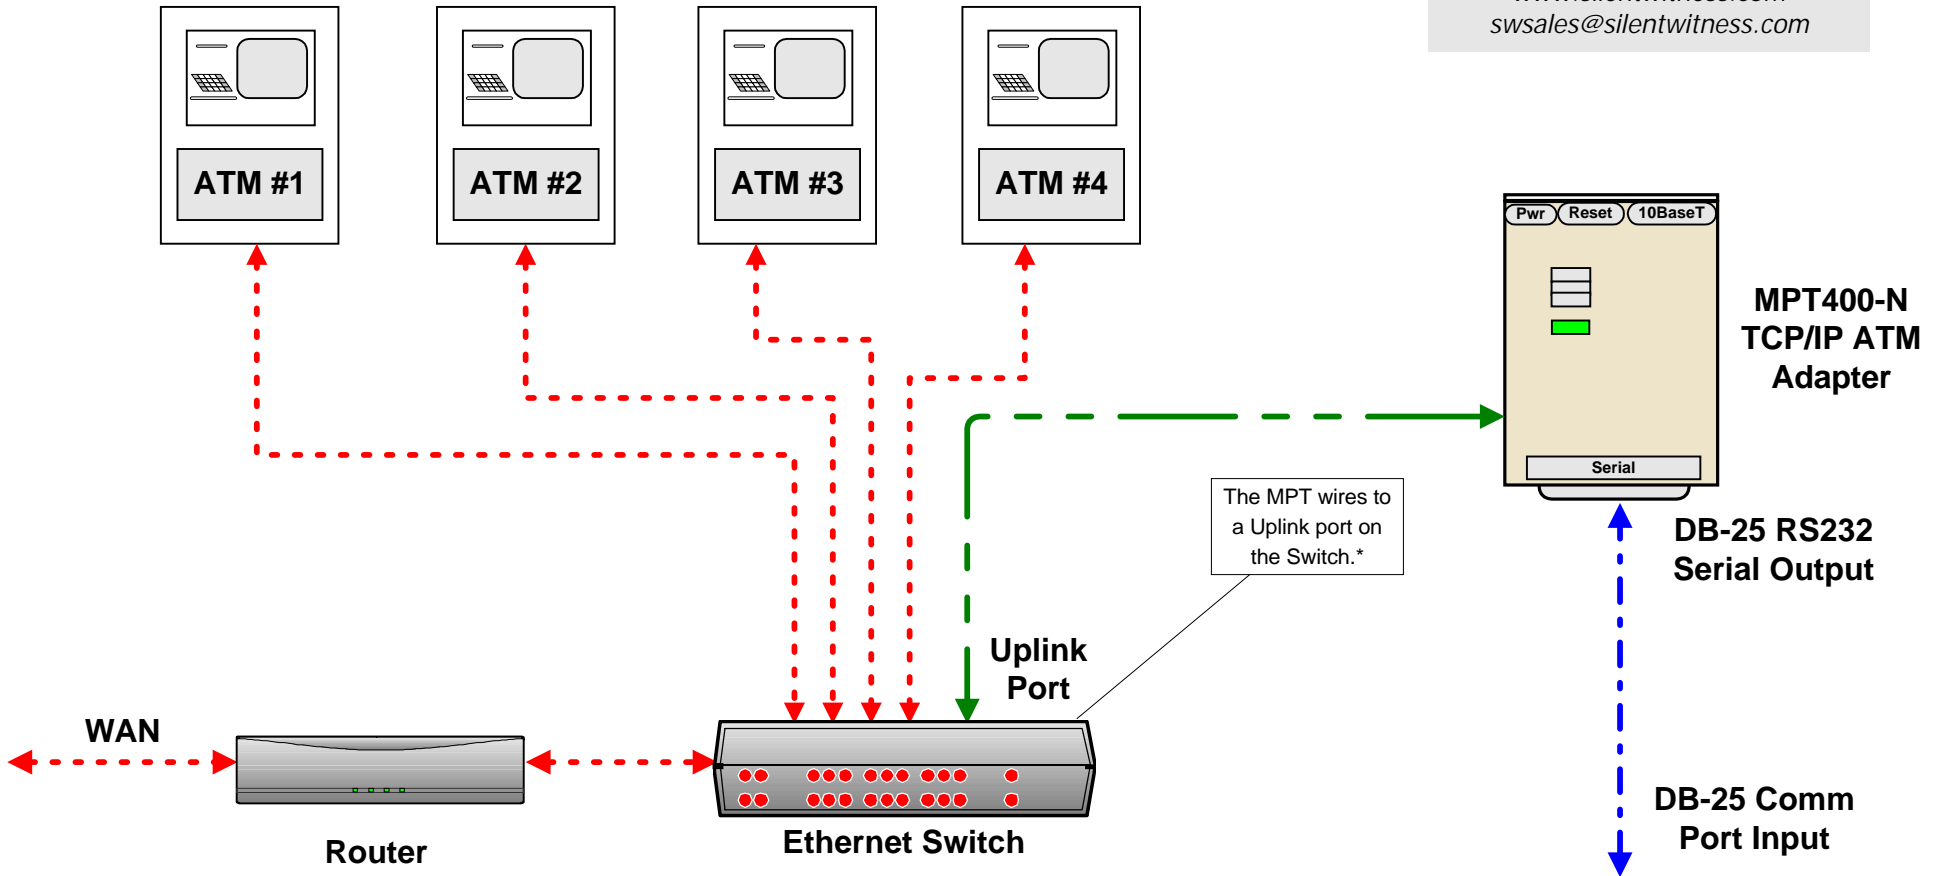 swsales@silentwitness.com
ATM #1
ATM #2
ATM #3
ATM #4
Pwr
Reset
10BaseT
MPT400-N
TCP/IP ATM
Adapter
Serial
The MPT wires to
a Uplink port on
the Switch.*
DB-25 RS232
Serial Output
Uplink
Port
WAN
DB-25 Comm
Port Input
Ethernet Switch
Router